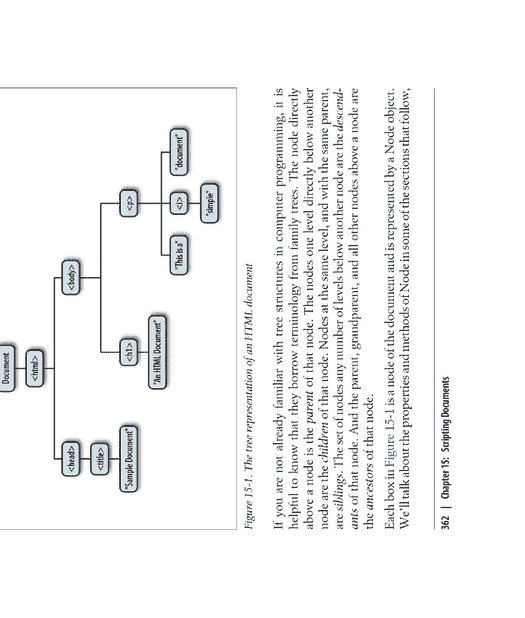 Document
<html>
<head>
<body>
<title>
<h1>
<p>
"Sample Document"
"An HTML Document"
"This is a"
<i>
"document"
"simple"
Figure 15-1. The tree representation of an HTML document
If you are not already familiar with tree structures in computer programming, it is
helpful to know that they borrow terminology from family trees. The node directly
above a node is the parent of that node. The nodes one level directly below another
node are the children of that node. Nodes at the same level, and with the same parent,
are siblings. The set of nodes any number of levels below another node are the descend-
ants of that node. And the parent, grandparent, and all other nodes above a node are
the ancestors of that node.
Each box in Figure 15-1 is a node of the document and is represented by a Node object.
We'll talk about the properties and methods of Node in some of the sections that follow,
362 | Chapter 15: Scripting Documents